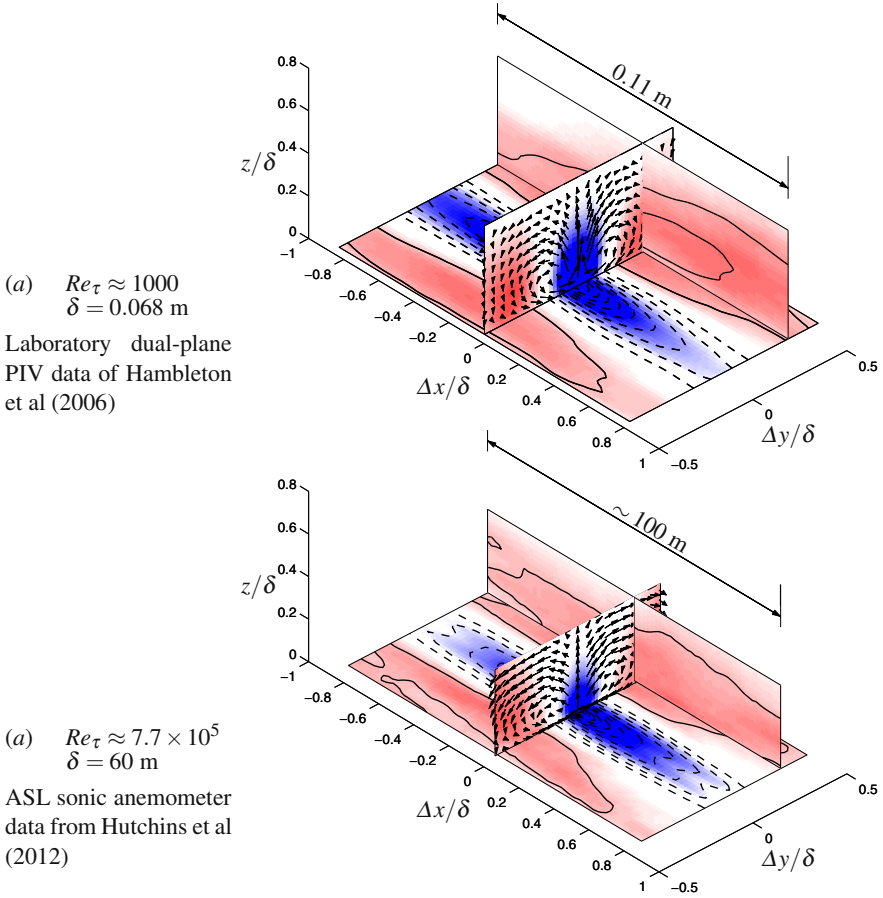 0.11 m
0.8
0.6
0.4
0.2
0
z/δ
−1
−0.8
−0.6
−0.4
−0.2
0
0.2
0.4
0.6
0.8
1
Δx/δ
−0.5
0
0.5
Δy/δ
(a) Re_τ ≈ 1000
δ = 0.068 m
Laboratory dual-plane
PIV data of Hambleton
et al (2006)
∼ 100 m
0.8
0.6
0.4
0.2
0
z/δ
−1
−0.8
−0.6
−0.4
−0.2
0
0.2
0.4
0.6
0.8
1
Δx/δ
−0.5
0
0.5
Δy/δ
(a) Re_τ ≈ 7.7 × 10⁵
δ = 60 m
ASL sonic anemometer
data from Hutchins et al
(2012)